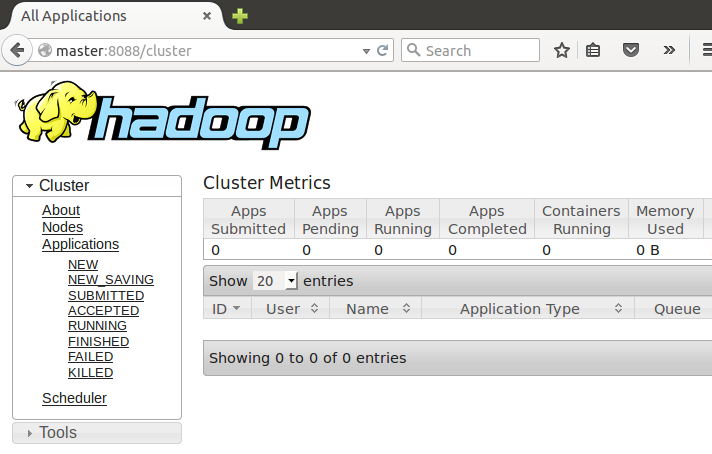 All Applications
master:8088/cluster
Search
hadoop
Cluster
About
Nodes
Applications
NEW
NEW_SAVING
SUBMITTED
ACCEPTED
RUNNING
FINISHED
FAILED
KILLED
Scheduler
Tools
Cluster Metrics
Apps Submitted Apps Pending Apps Running Apps Completed Containers Running Memory Used
0 0 0 0 0 0 B
Show 20 entries
ID User Name Application Type Queue
Showing 0 to 0 of 0 entries